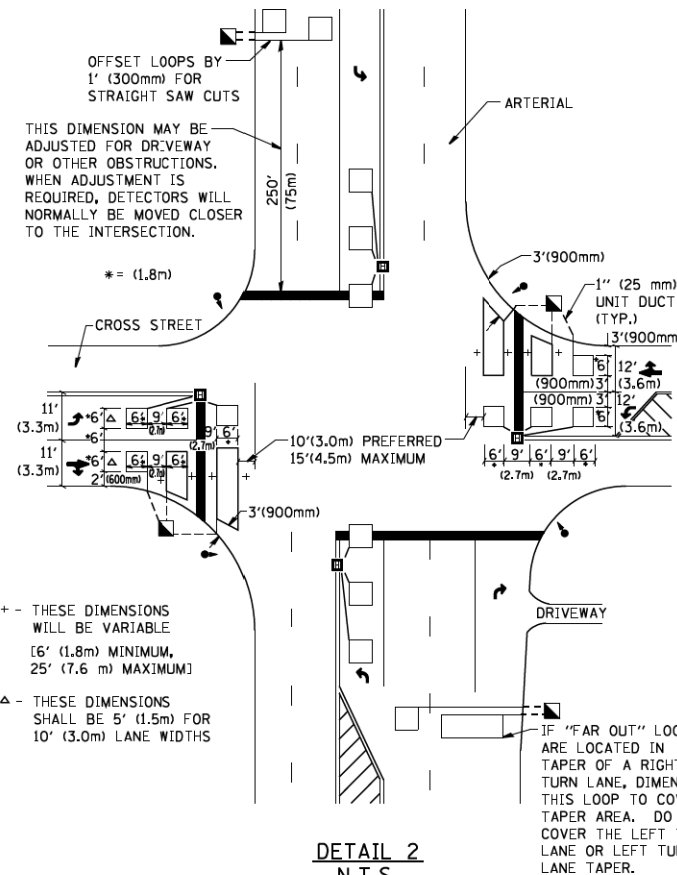 OFFSET LOOPS BY
1' (300mm) FOR
STRAIGHT SAW CUTS
THIS DIMENSION MAY BE
ADJUSTED FOR DRIVEWAY
OR OTHER OBSTRUCTIONS.
WHEN ADJUSTMENT IS
REQUIRED, DETECTORS WILL
NORMALLY BE MOVED CLOSER
TO THE INTERSECTION.
* = (1.8m)
250'
(75m)
ARTERIAL
3'(900mm)
1" (25 mm)
UNIT DUCT
(TYP.)
CROSS STREET
3'(900mm
*6' 12'
(900mm) 3' (3.6m)
(900mm) 3' 12'
*6' (3.6m)
6' 9' 6' 9' 6'
* (2.7m) * (2.7m) *
11'
(3.3m)
*6' Δ 6' 9' 6'
(2.7m)
*6'
9' 6'
(2.7m) *
11'
(3.3m)
*6' Δ 6' 9' 6'
(2.7m)
2' (600mm)
10'(3.0m) PREFERRED
15'(4.5m) MAXIMUM
3'(900mm)
+ - THESE DIMENSIONS
WILL BE VARIABLE
[6' (1.8m) MINIMUM,
25' (7.6 m) MAXIMUM]
Δ - THESE DIMENSIONS
SHALL BE 5' (1.5m) FOR
10' (3.0m) LANE WIDTHS
DRIVEWAY
IF "FAR OUT" LOO
ARE LOCATED IN
TAPER OF A RIGHT
TURN LANE, DIMEN
THIS LOOP TO CO
TAPER AREA. DO
COVER THE LEFT T
LANE OR LEFT TU
LANE TAPER.
DETAIL 2
N.T.S.